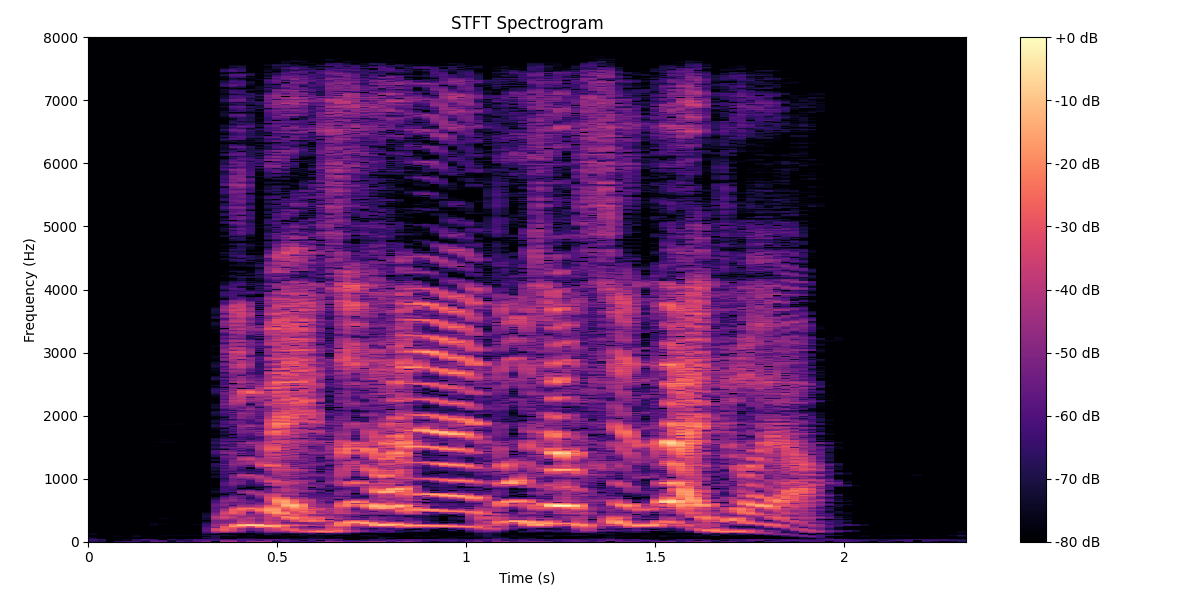 STFT Spectrogram
8000
7000
6000
5000
4000
3000
2000
1000
0
Frequency (Hz)
0
0.5
1
1.5
2
Time (s)
+0 dB
-10 dB
-20 dB
-30 dB
-40 dB
-50 dB
-60 dB
-70 dB
-80 dB